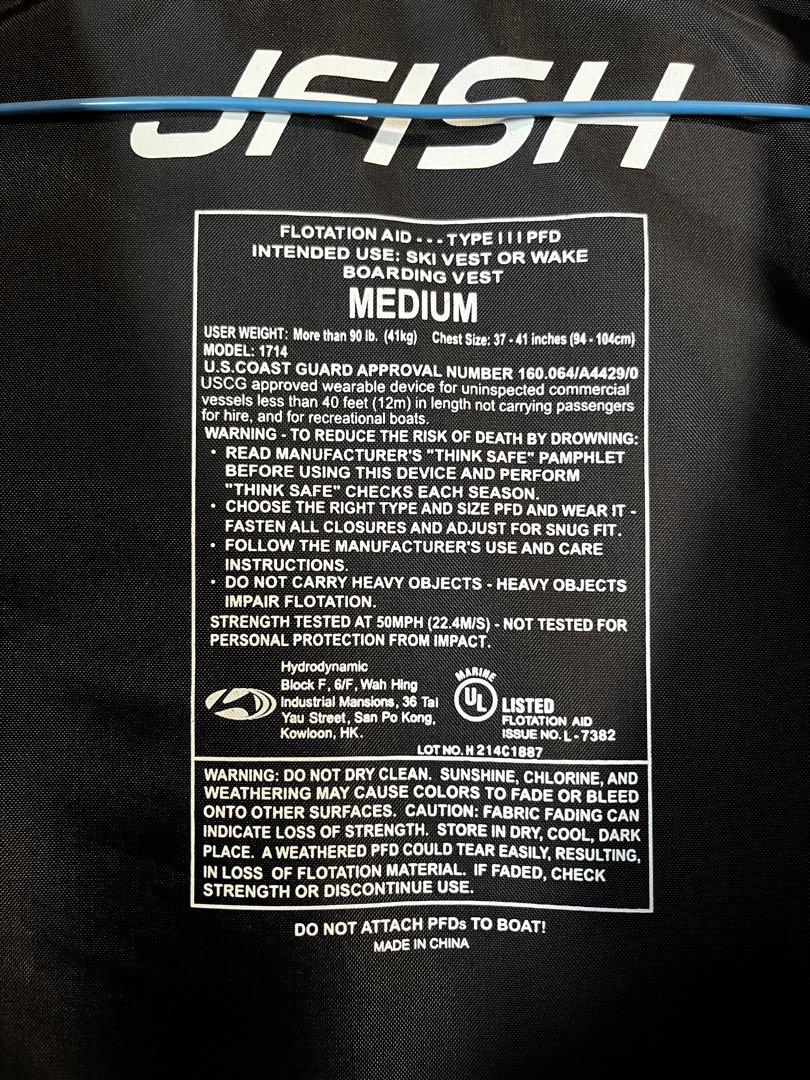 JFISH
FLOTATION AID - - - TYPE III PFD
INTENDED USE: SKI VEST OR WAKE
BOARDING VEST
MEDIUM
USER WEIGHT: More than 90 lb. (41kg) Chest Size: 37 - 41 inches (94 - 104cm)
MODEL: 1714
U.S.COAST GUARD APPROVAL NUMBER 160.064/A4429/0
USCG approved wearable device for uninspected commercial
vessels less than 40 feet (12m) in length not carrying passengers
for hire, and for recreational boats.
WARNING - TO REDUCE THE RISK OF DEATH BY DROWNING:
• READ MANUFACTURER'S "THINK SAFE" PAMPHLET
BEFORE USING THIS DEVICE AND PERFORM
"THINK SAFE" CHECKS EACH SEASON.
• CHOOSE THE RIGHT TYPE AND SIZE PFD AND WEAR IT -
FASTEN ALL CLOSURES AND ADJUST FOR SNUG FIT.
• FOLLOW THE MANUFACTURER'S USE AND CARE
INSTRUCTIONS.
• DO NOT CARRY HEAVY OBJECTS - HEAVY OBJECTS
IMPAIR FLOTATION.
STRENGTH TESTED AT 50MPH (22.4M/S) - NOT TESTED FOR
PERSONAL PROTECTION FROM IMPACT.
Hydrodynamic
Block F, 6/F, Wah Hing
Industrial Mansions, 36 Tai
Yau Street, San Po Kong,
Kowloon, HK.
MARINE
UL
LISTED
FLOTATION AID
ISSUE NO. L - 7382
LOT NO. H 214C1887
WARNING: DO NOT DRY CLEAN. SUNSHINE, CHLORINE, AND
WEATHERING MAY CAUSE COLORS TO FADE OR BLEED
ONTO OTHER SURFACES. CAUTION: FABRIC FADING CAN
INDICATE LOSS OF STRENGTH. STORE IN DRY, COOL, DARK
PLACE. A WEATHERED PFD COULD TEAR EASILY, RESULTING,
IN LOSS OF FLOTATION MATERIAL. IF FADED, CHECK
STRENGTH OR DISCONTINUE USE.
DO NOT ATTACH PFDs TO BOAT!
MADE IN CHINA